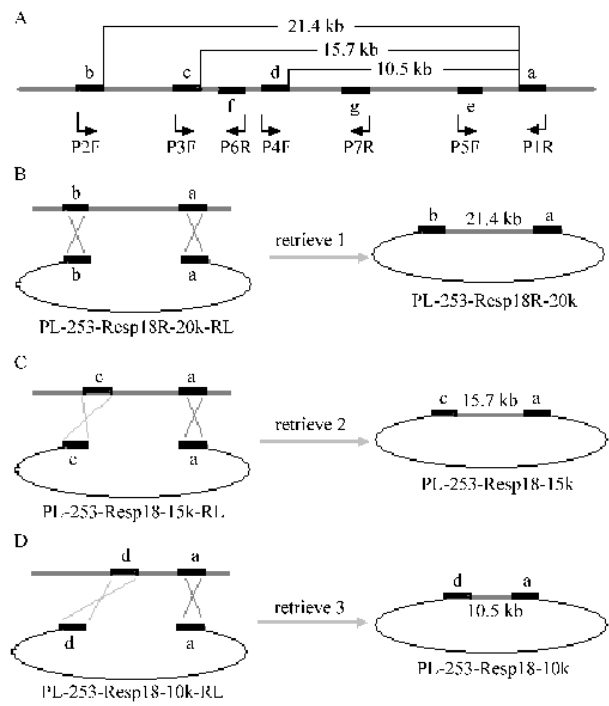 A
21.4 kb
15.7 kb
10.5 kb
b c d a
f g e
P2F P3F P6R P4F P7R P5F P1R
B
b a
b a
PL-253-Resp18R-20k-RL
retrieve 1
b 21.4 kb a
PL-253-Resp18R-20k
C
c a
c a
PL-253-Resp18-15k-RL
retrieve 2
c 15.7 kb a
PL-253-Resp18-15k
D
d a
d a
PL-253-Resp18-10k-RL
retrieve 3
d a
10.5 kb
PL-253-Resp18-10k